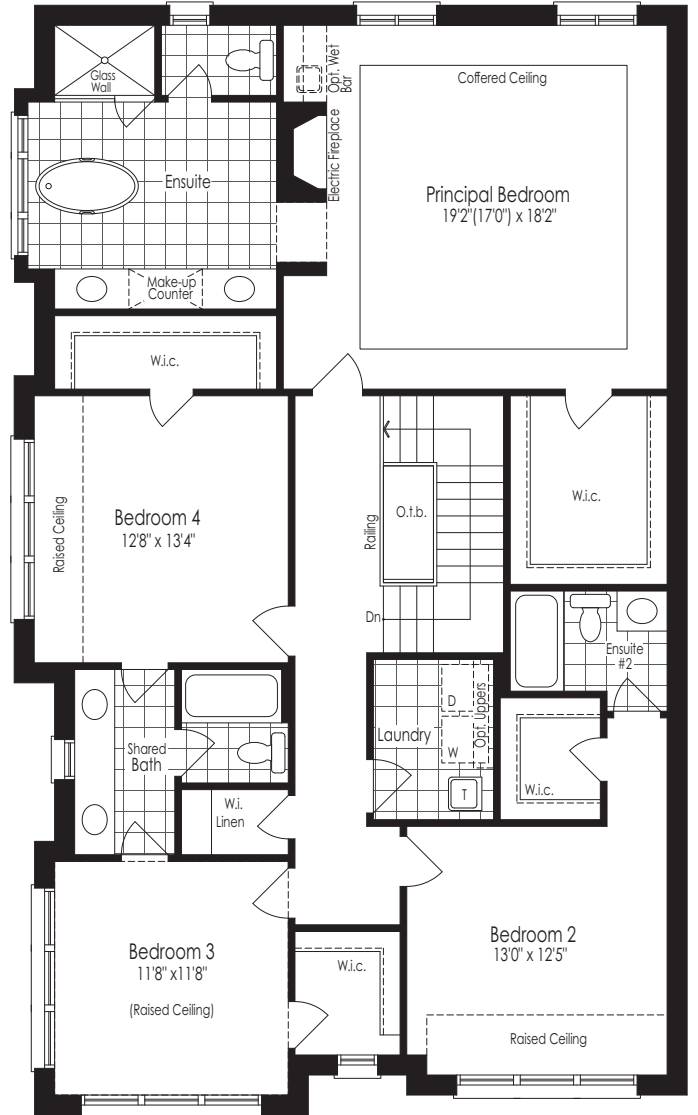 Glass
Wall
Opt. Wet
Bar
Coffered Ceiling
Electric Fireplace
Ensuite
Principal Bedroom
19'2"(17'0") x 18'2"
Make-up
Counter
W.i.c.
W.i.c.
Raised Ceiling
Bedroom 4
12'8" x 13'4"
Railing
O.t.b.
Dn
Ensuite
#2
Shared
Bath
Laundry
D
W
Opt. Uppers
T
W.i.c.
W.i.
Linen
Bedroom 3
11'8" x11'8"
(Raised Ceiling)
W.i.c.
Bedroom 2
13'0" x 12'5"
Raised Ceiling